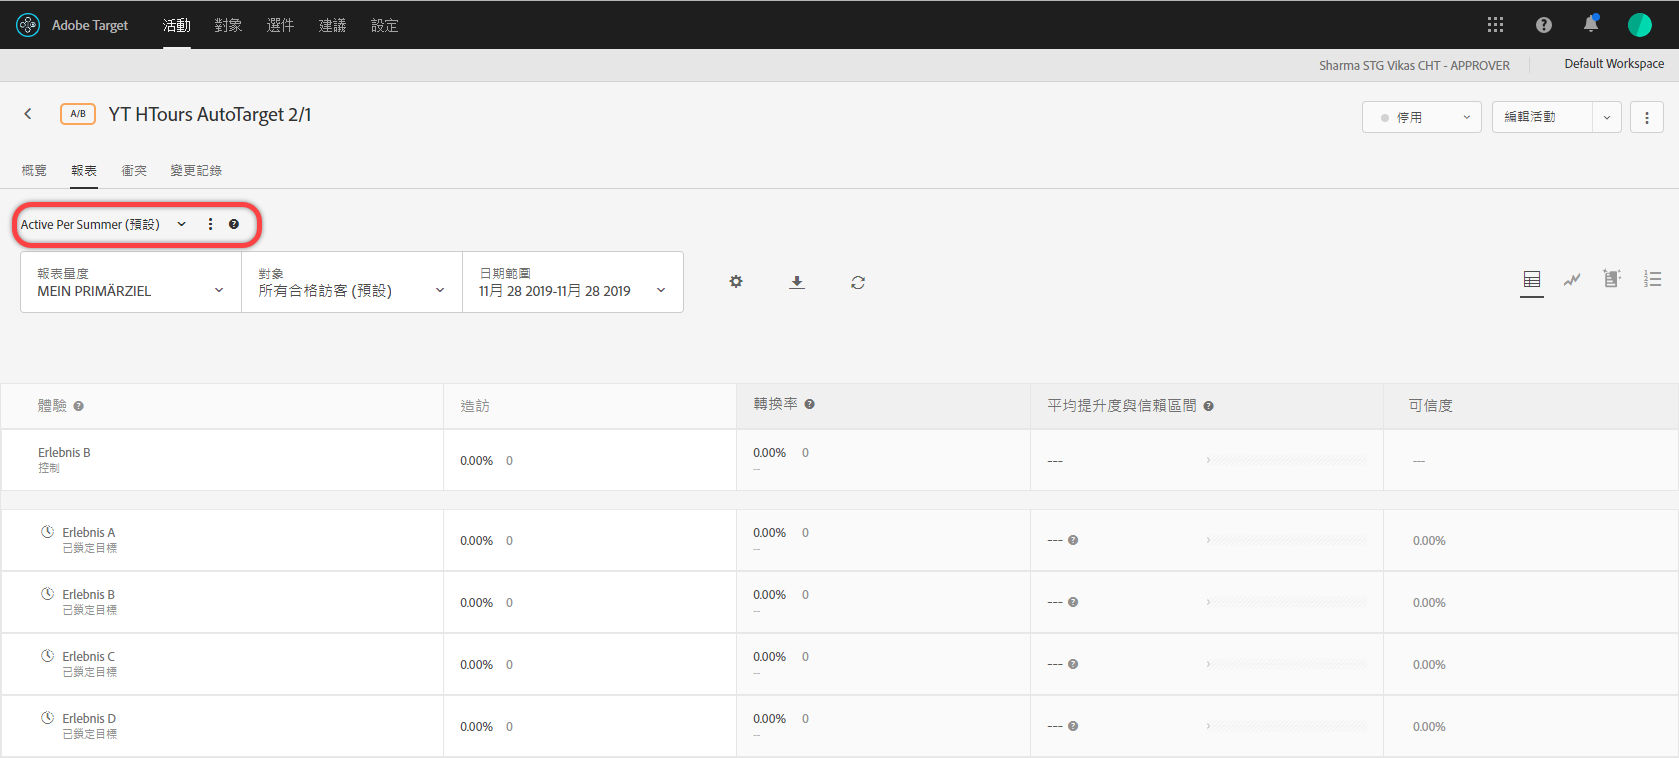 Adobe Target 活動 對象 選件 建議 設定
Sharma STG Vikas CHT - APPROVER Default Workspace
A/B YT HTours AutoTarget 2/1 停用 編輯活動
概覽 報表 衝突 變更記錄
Active Per Summer (預設)
報表量度 對象 日期範圍
MEIN PRIMÄRZIEL 所有合格訪客 (預設) 11月 28 2019-11月 28 2019
體驗 造訪 轉換率 平均提升度與信賴區間 可信度
Erlebnis B
控制
0.00% 0
0.00% 0
--
---
---
Erlebnis A
已鎖定目標
0.00% 0
0.00% 0
--
---
0.00%
Erlebnis B
已鎖定目標
0.00% 0
0.00% 0
--
---
0.00%
Erlebnis C
已鎖定目標
0.00% 0
0.00% 0
--
---
0.00%
Erlebnis D
已鎖定目標
0.00% 0
0.00% 0
--
---
0.00%